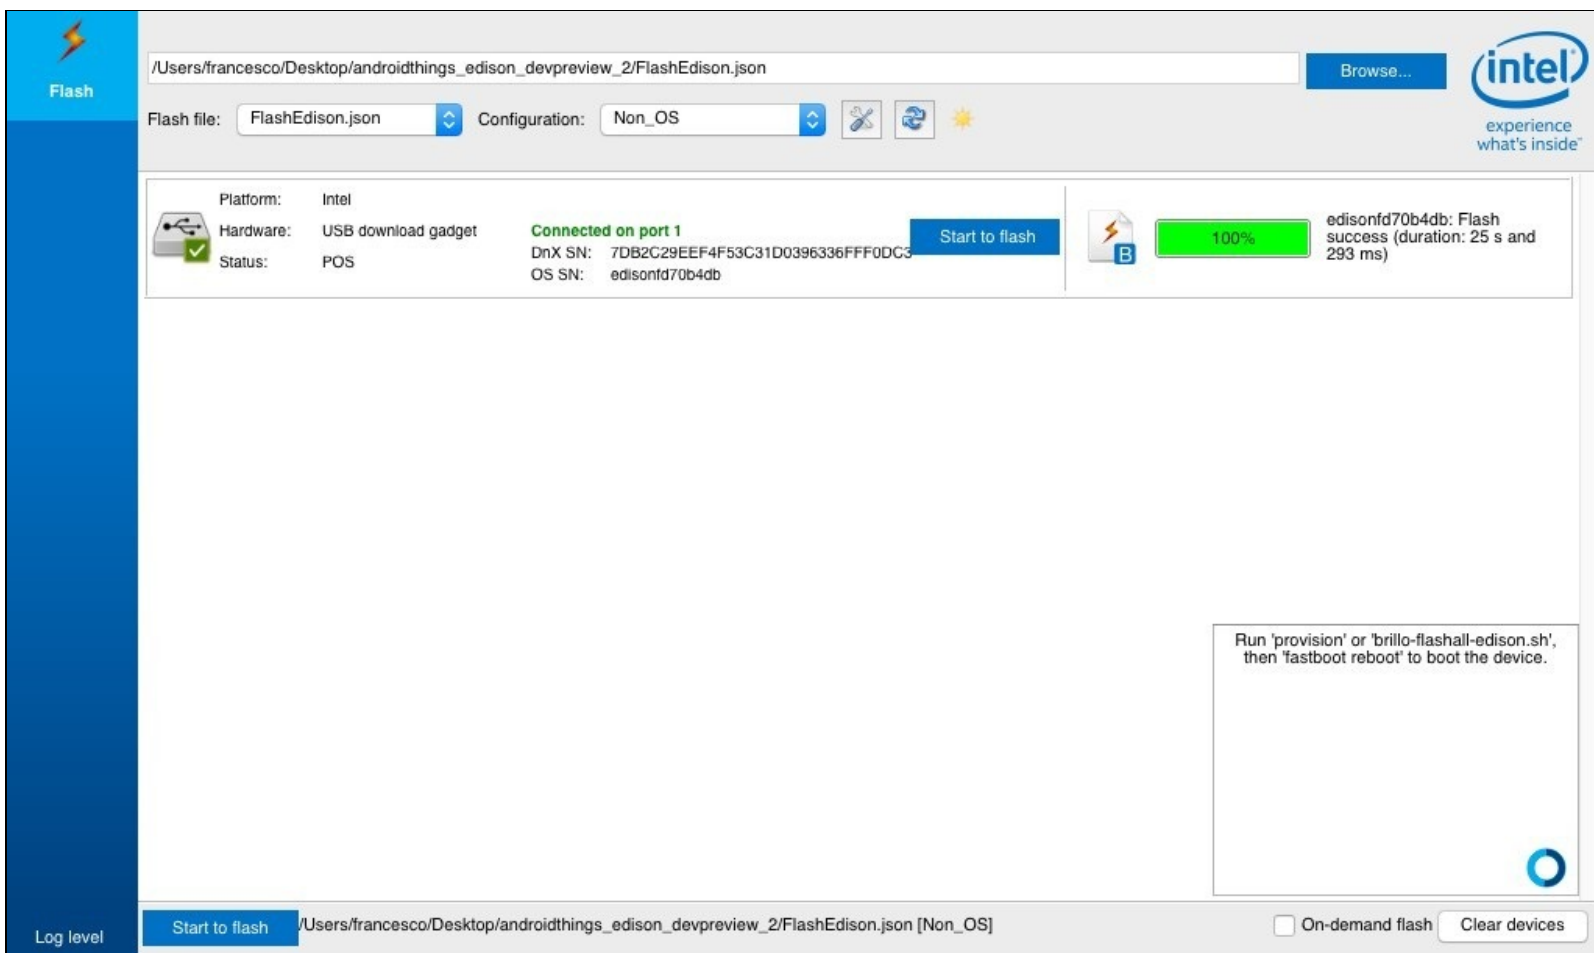 Flash
/Users/francesco/Desktop/androidthings_edison_devpreview_2/FlashEdison.json
Browse...
intel
experience
what's inside™
Flash file:
FlashEdison.json
Configuration:
Non_OS
Platform:
Intel
Hardware:
USB download gadget
Status:
POS
Connected on port 1
DnX SN: 7DB2C29EEF4F53C31D0396336FFF0DC3
OS SN: edisonfd70b4db
Start to flash
B
100%
edisonfd70b4db: Flash
success (duration: 25 s and
293 ms)
Run 'provision' or 'brillo-flashall-edison.sh',
then 'fastboot reboot' to boot the device.
Log level
Start to flash
/Users/francesco/Desktop/androidthings_edison_devpreview_2/FlashEdison.json [Non_OS]
On-demand flash
Clear devices